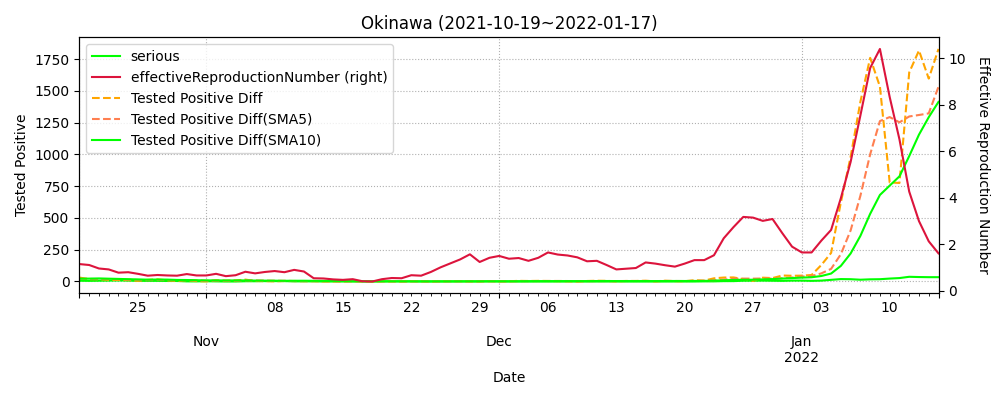 Okinawa (2021-10-19~2022-01-17)
serious
effectiveReproductionNumber (right)
Tested Positive Diff
Tested Positive Diff(SMA5)
Tested Positive Diff(SMA10)
Tested Positive
1750
1500
1250
1000
750
500
250
0
Effective Reproduction Number
10
8
6
4
2
0
25 08 15 22 29 06 13 20 27 03 10
Nov Dec Jan
2022
Date